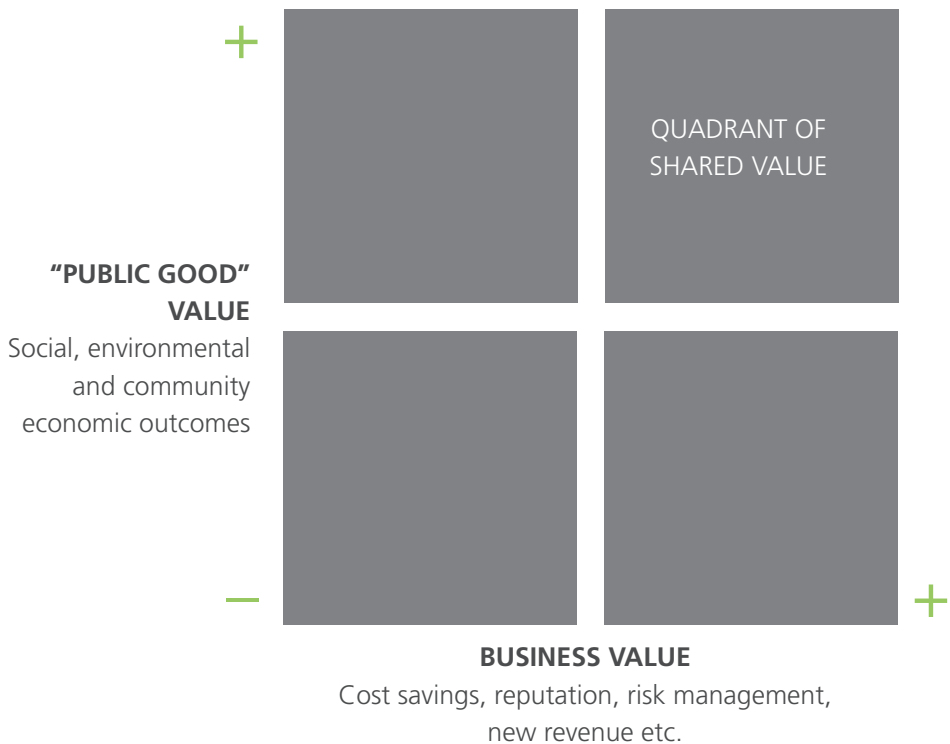 +
QUADRANT OF
SHARED VALUE
“PUBLIC GOOD”
VALUE
Social, environmental
and community
economic outcomes
–
+
BUSINESS VALUE
Cost savings, reputation, risk management,
new revenue etc.